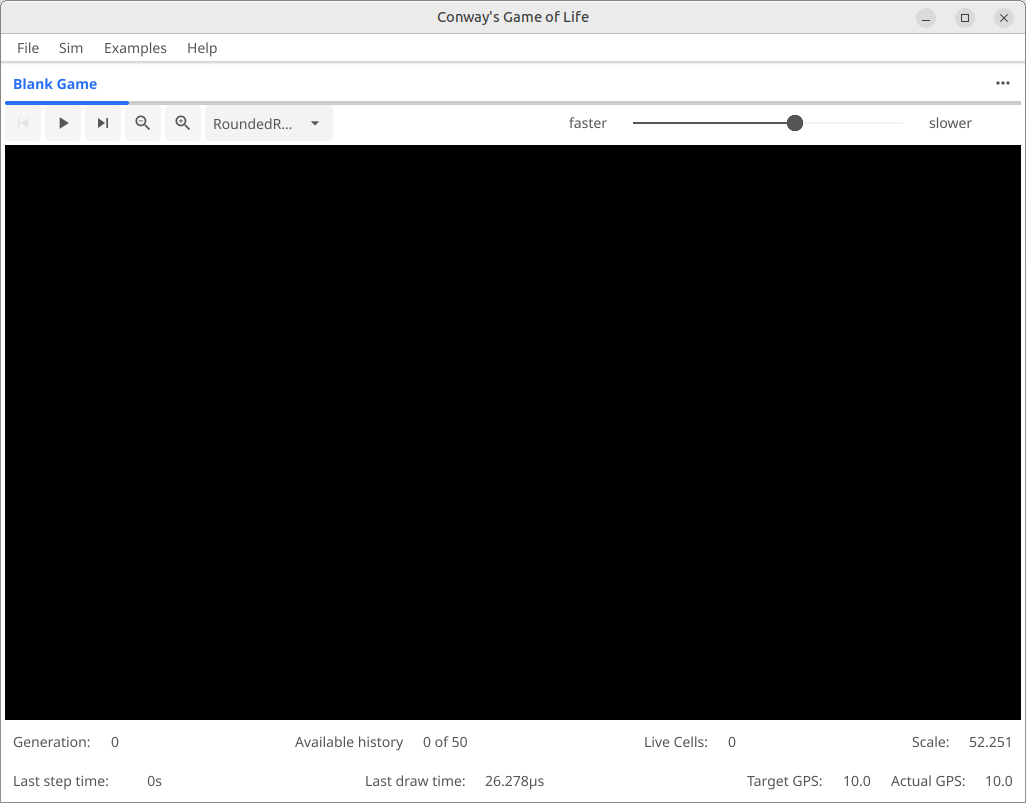 Conway's Game of Life
File Sim Examples Help
Blank Game
RoundedR... faster slower
Generation: 0 Available history 0 of 50 Live Cells: 0 Scale: 52.251
Last step time: 0s Last draw time: 26.278µs Target GPS: 10.0 Actual GPS: 10.0